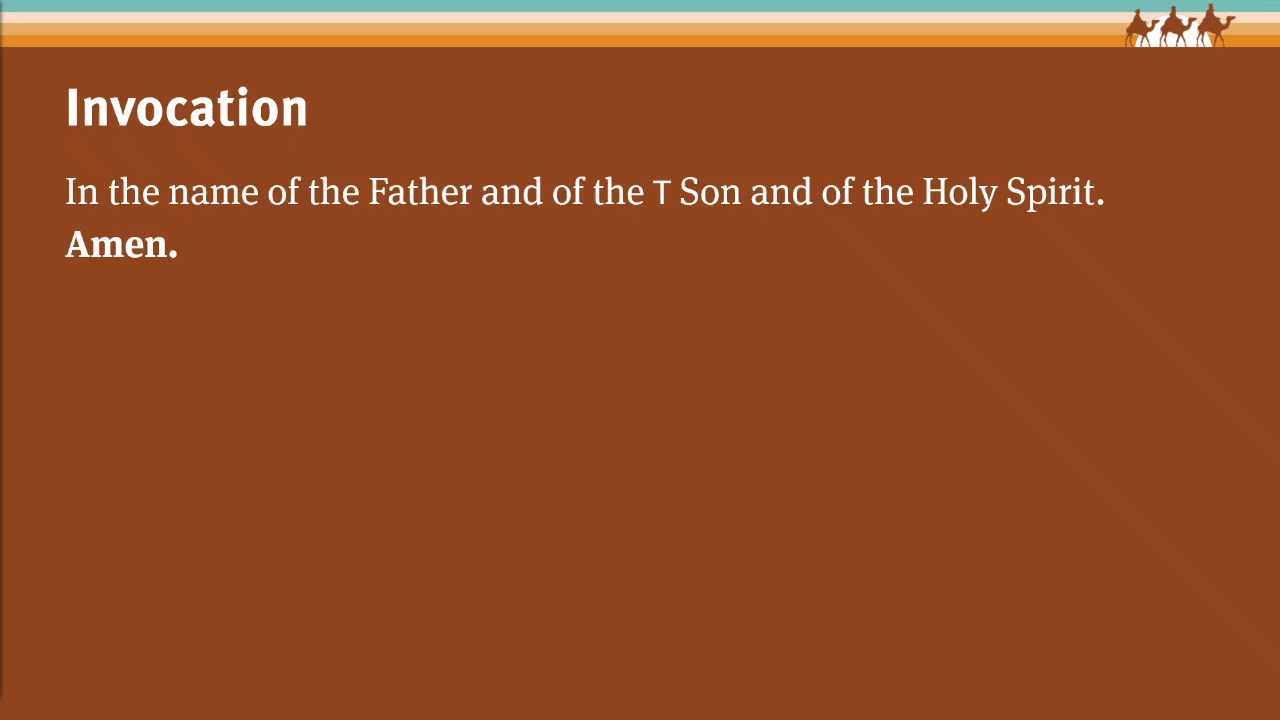 Invocation
In the name of the Father and of the T Son and of the Holy Spirit.
Amen.